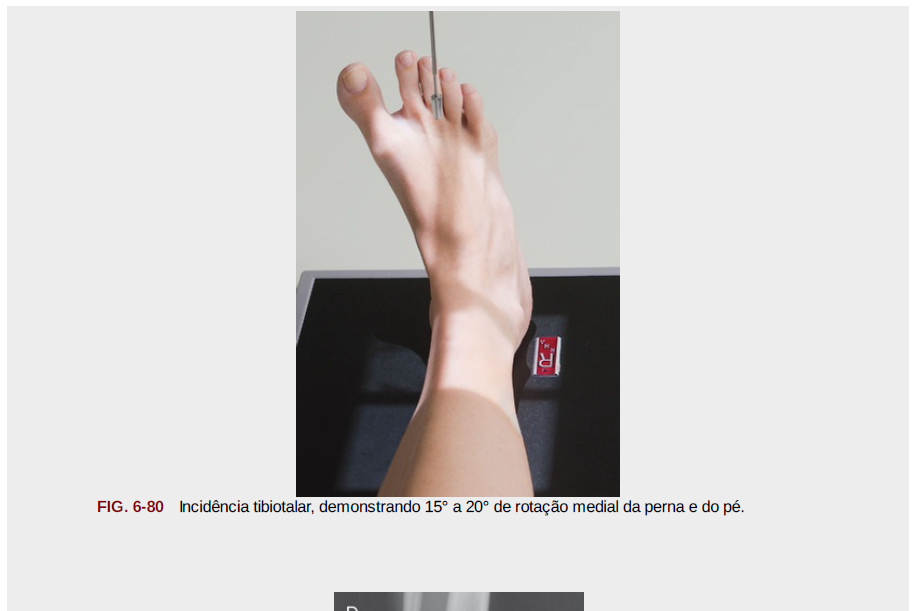 R
FIG. 6-80 Incidência tibiotalar, demonstrando 15° a 20° de rotação medial da perna e do pé.